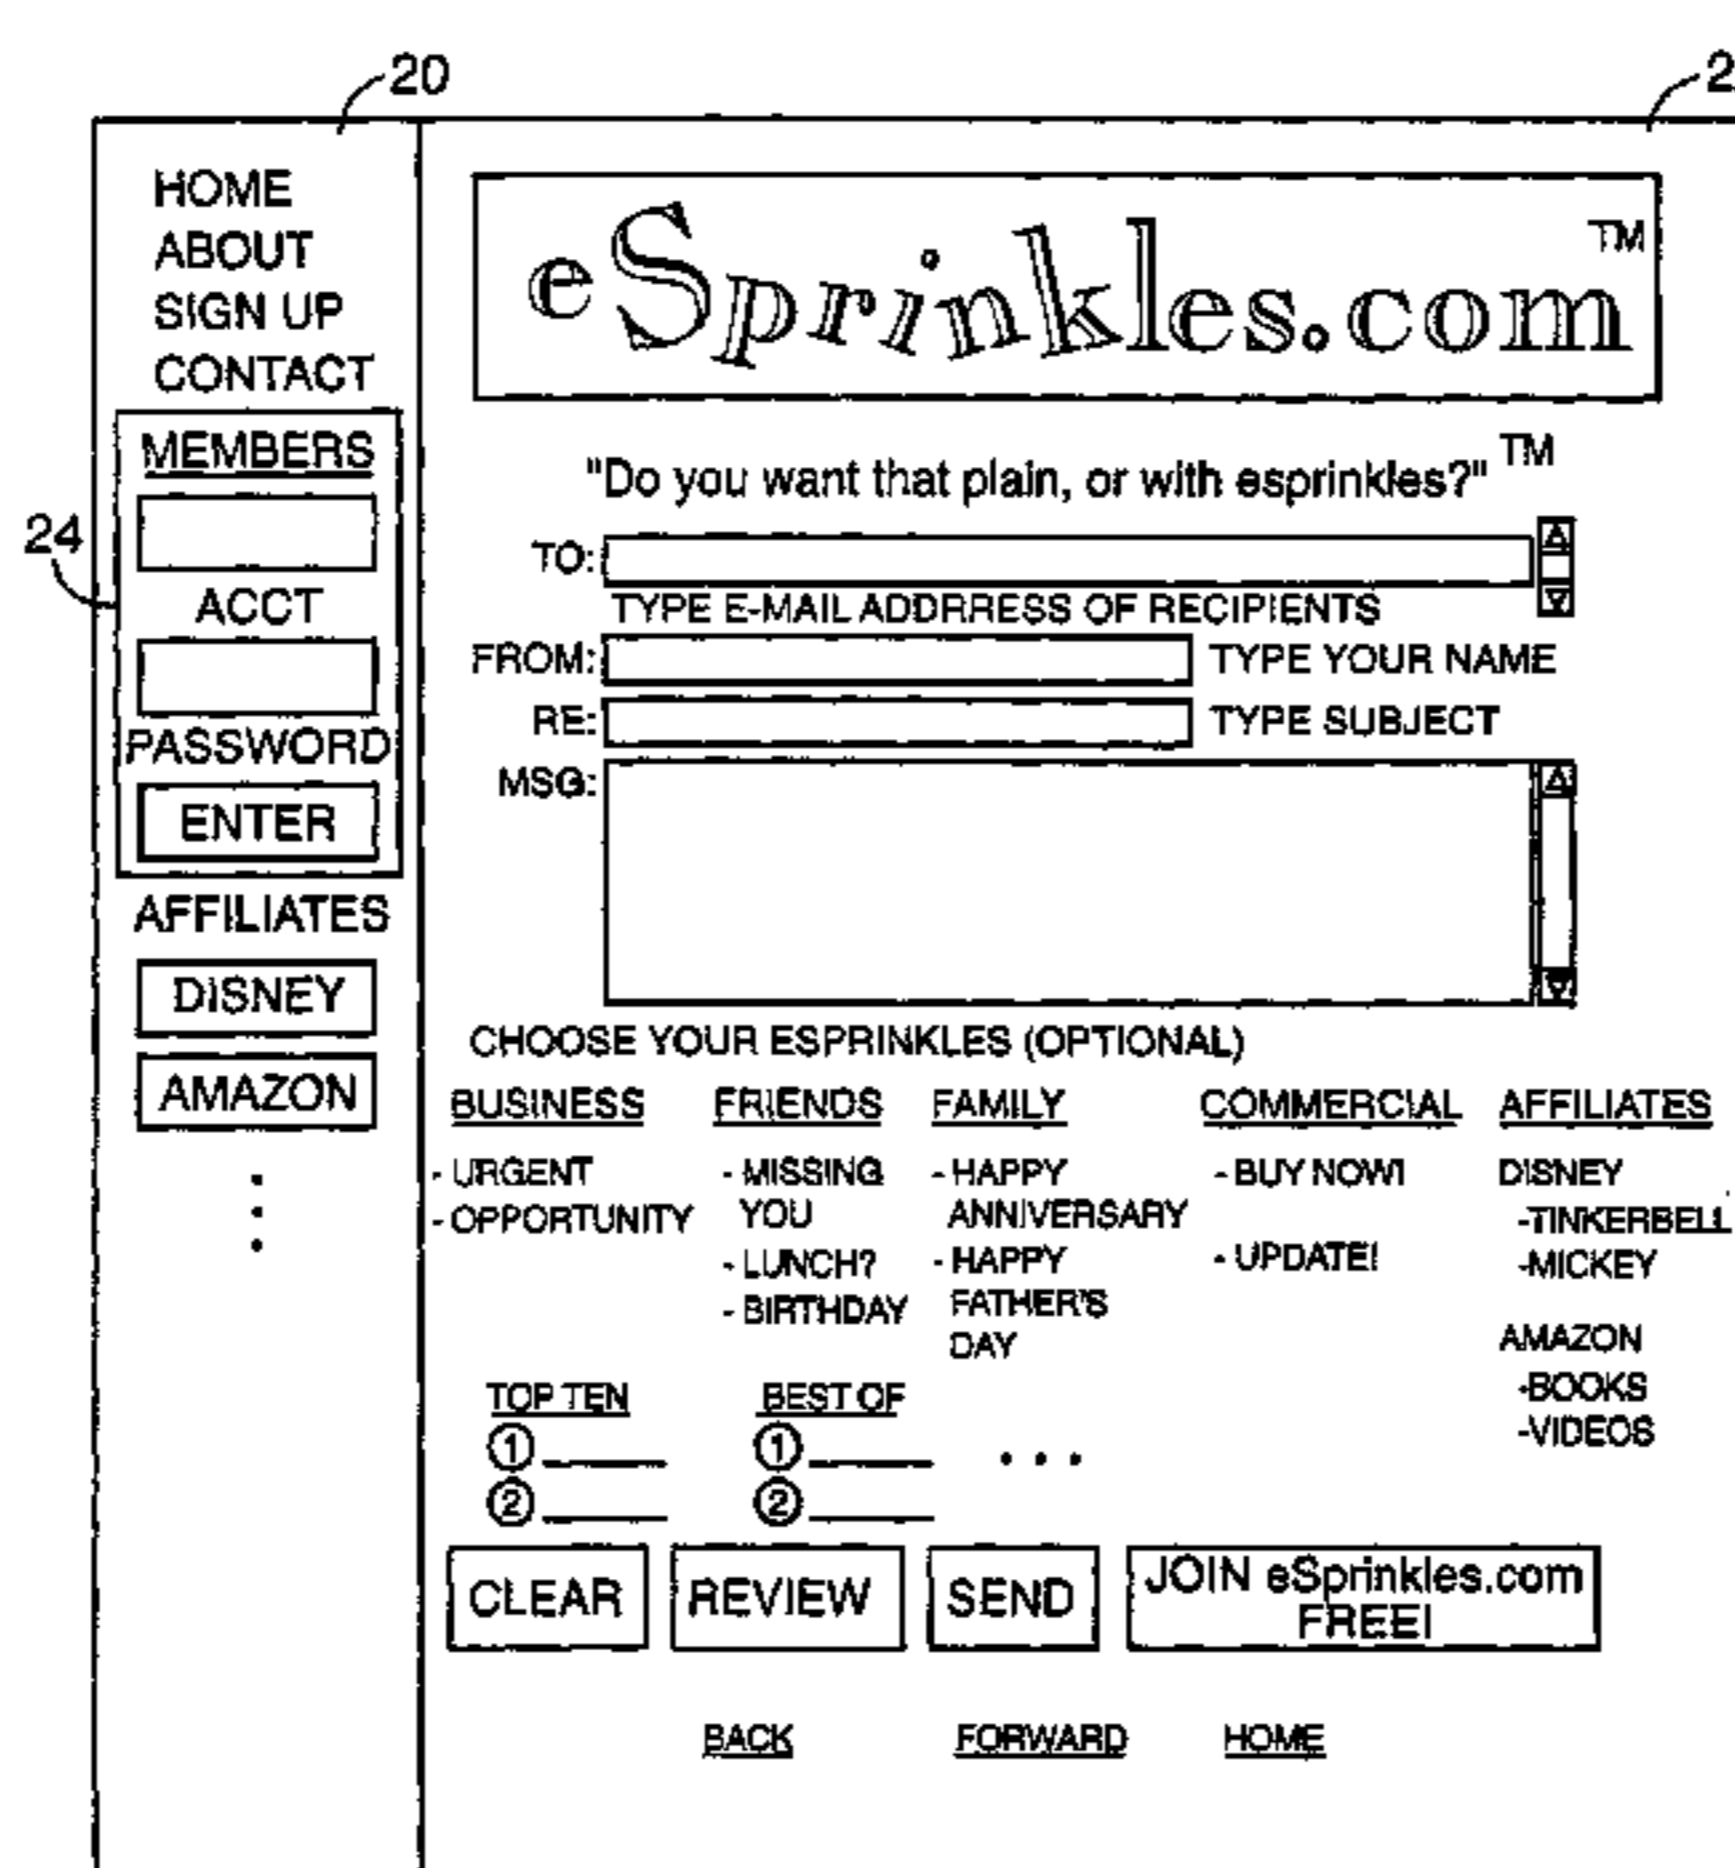 20
HOME
ABOUT
SIGN UP
CONTACT
MEMBERS
24
ACCT
PASSWORD
ENTER
AFFILIATES
DISNEY
AMAZON
eSprinkles.com TM
"Do you want that plain, or with esprinkles?" TM
TO:
TYPE E-MAIL ADDRRESS OF RECIPIENTS
FROM: TYPE YOUR NAME
RE: TYPE SUBJECT
MSG:
CHOOSE YOUR ESPRINKLES (OPTIONAL)
BUSINESS
- URGENT
- OPPORTUNITY
FRIENDS
- MISSING
YOU
- LUNCH?
- BIRTHDAY
FAMILY
- HAPPY
ANNIVERSARY
- HAPPY
FATHER'S
DAY
COMMERCIAL
- BUY NOW!
- UPDATE!
AFFILIATES
DISNEY
-TINKERBELL
-MICKEY
AMAZON
-BOOKS
-VIDEOS
TOP TEN
①
②
BEST OF
①
②
. . .
CLEAR
REVIEW
SEND
JOIN eSprinkles.com
FREE!
BACK FORWARD HOME